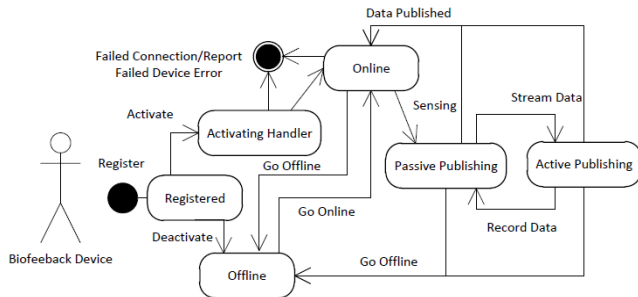 Data Published
Failed Connection/Report
Failed Device Error
Online
Activate
Sensing
Stream Data
Activating Handler
Register
Go Offline
Passive Publishing
Active Publishing
Registered
Go Online
Deactivate
Record Data
Biofeeback Device
Go Offline
Offline